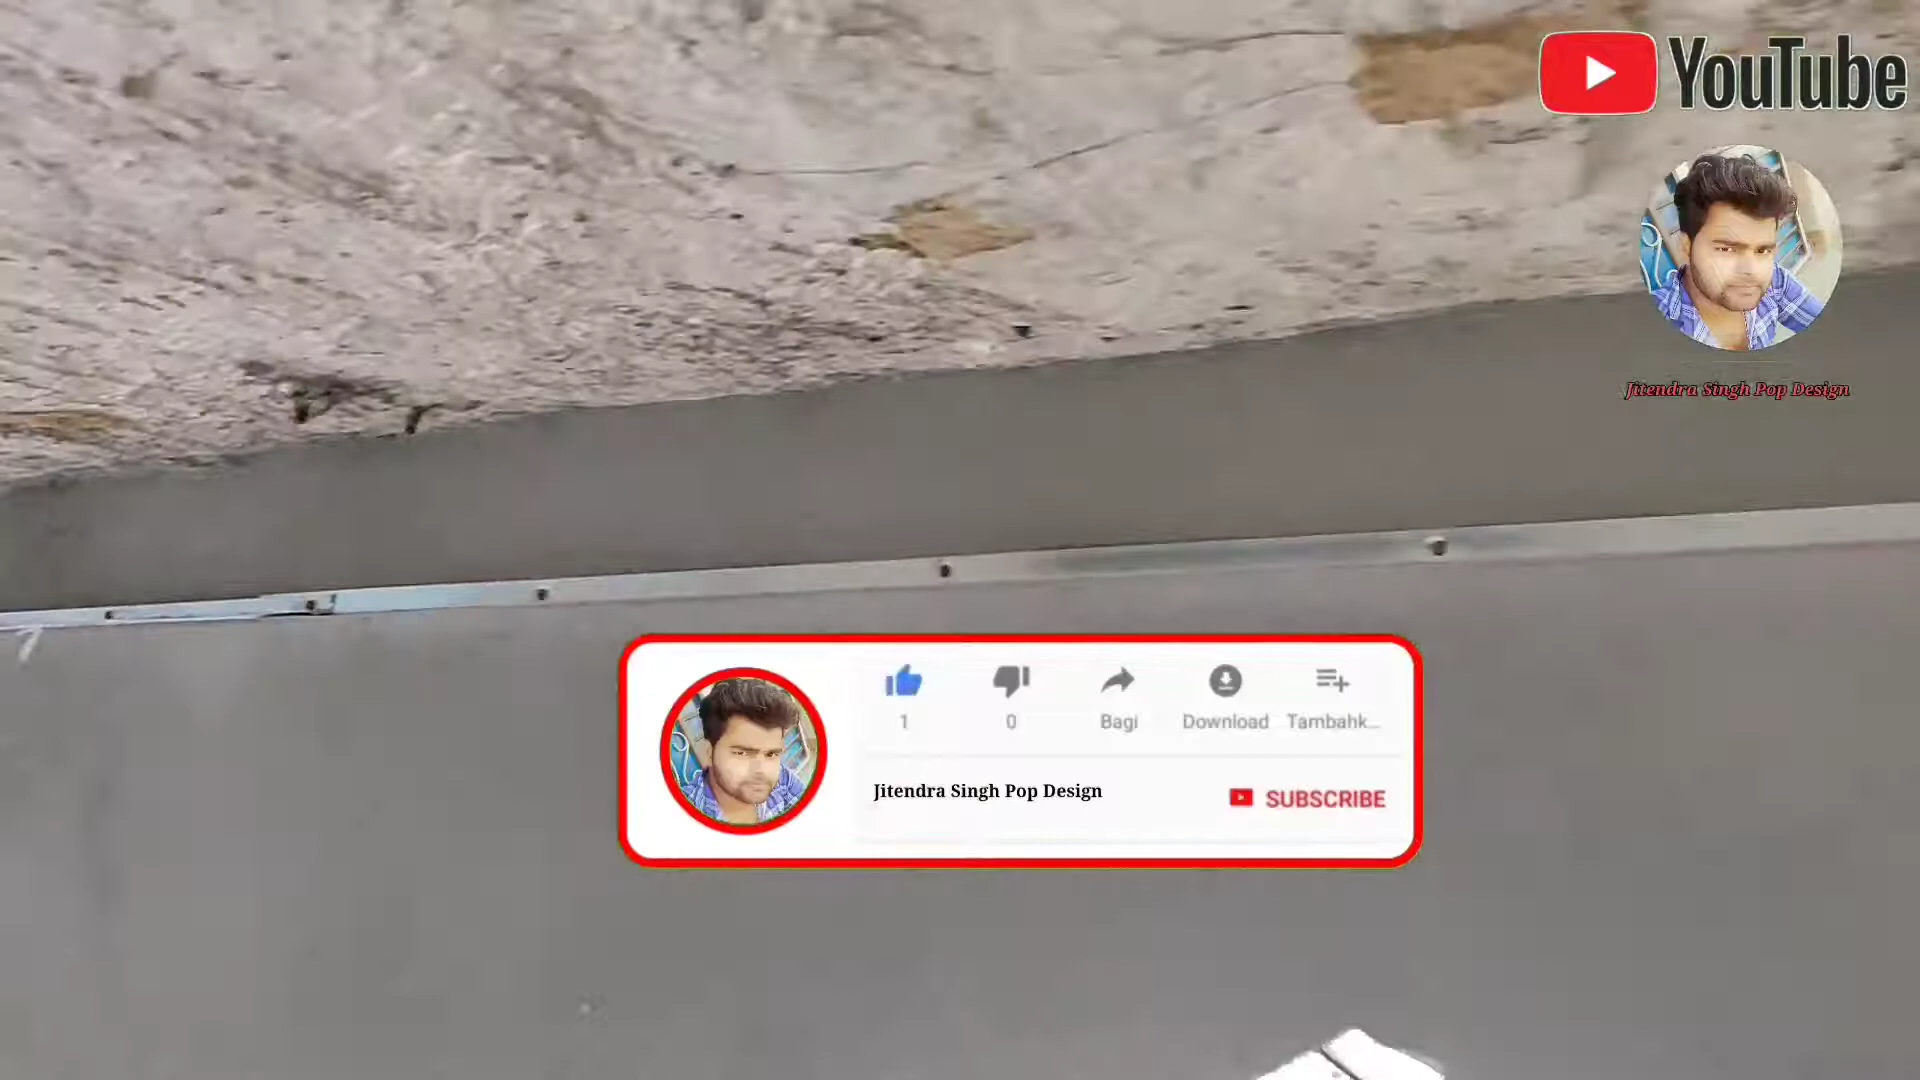 YouTube
Jitendra Singh Pop Design
1 0 Bagi Download Tambahk...
Jitendra Singh Pop Design
SUBSCRIBE